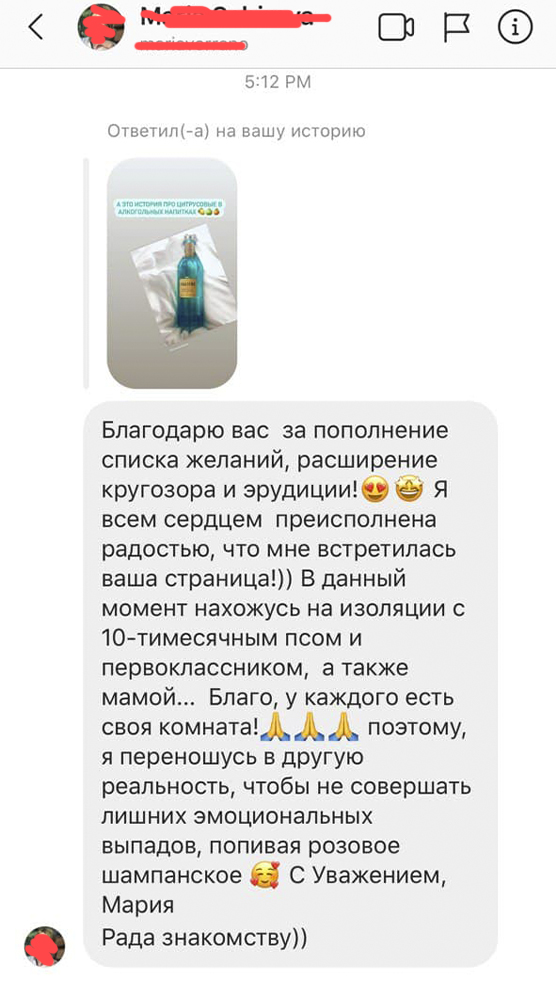 5:12 PM
Ответил(-а) на вашу историю
А ЭТО ИСТОРИЯ ПРО ЦИТРУСОВЫЕ В
АЛКОГОЛЬНЫХ НАПИТКАХ 🍋🍏🍊
Благодарю вас за пополнение
списка желаний, расширение
кругозора и эрудиции!😍 🤩 Я
всем сердцем преисполнена
радостью, что мне встретилась
ваша страница!)) В данный
момент нахожусь на изоляции с
10-тимесячным псом и
первоклассником, а также
мамой... Благо, у каждого есть
своя комната!🙏🙏🙏 поэтому,
я переношусь в другую
реальность, чтобы не совершать
лишних эмоциональных
выпадов, попивая розовое
шампанское 🥰 С Уважением,
Мария
Рада знакомству))